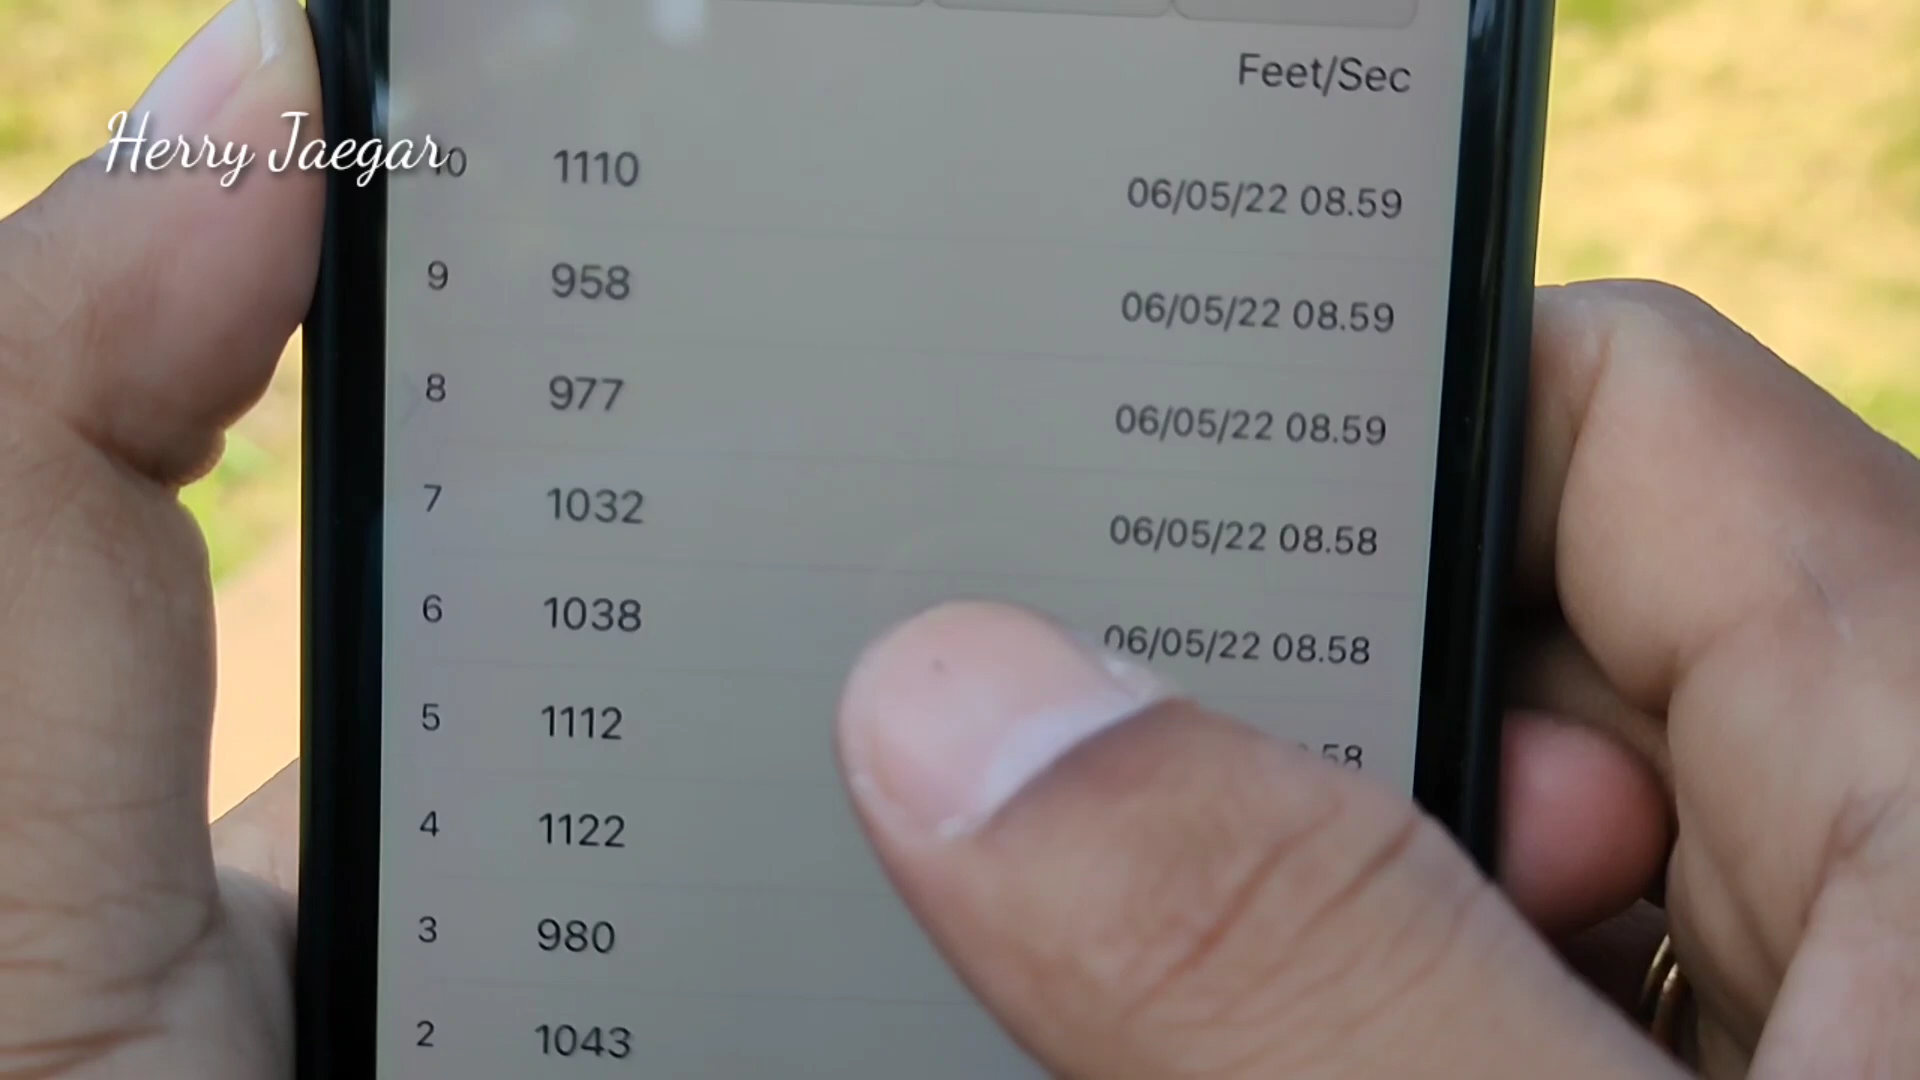 Feet/Sec
Herry Jaegar
10 1110 06/05/22 08.59
9 958 06/05/22 08.59
8 977 06/05/22 08.59
7 1032 06/05/22 08.58
6 1038 06/05/22 08.58
5 1112 58
4 1122
3 980
2 1043